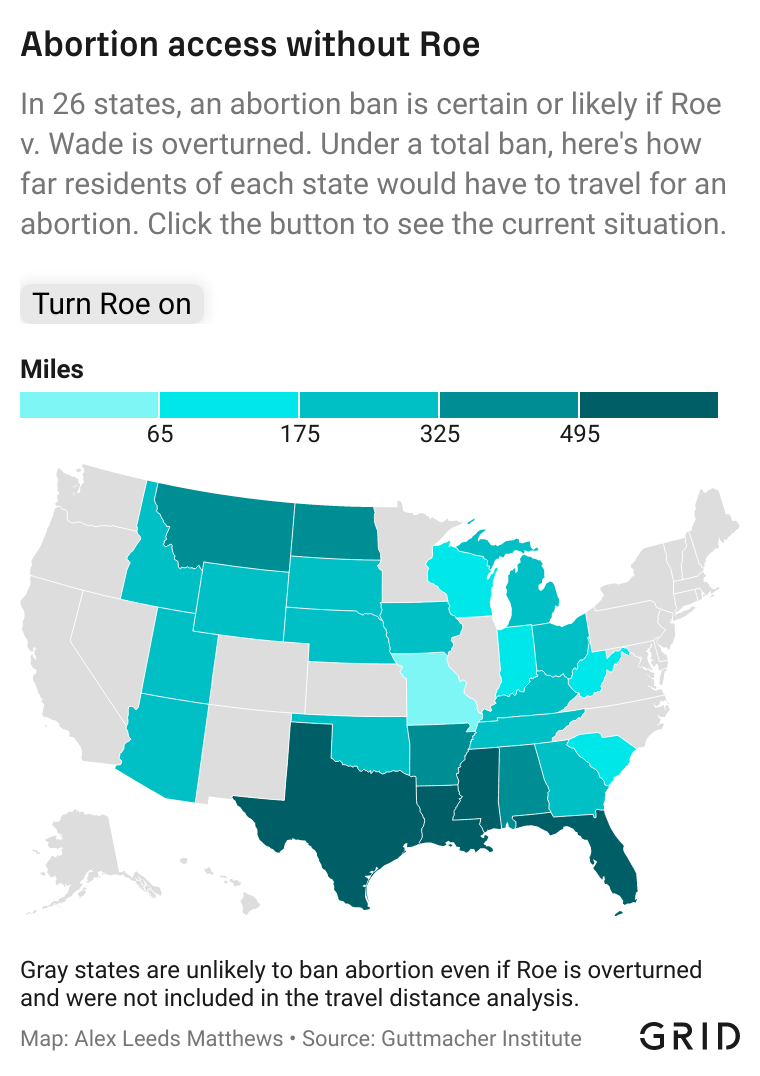 Abortion access without Roe
In 26 states, an abortion ban is certain or likely if Roe
v. Wade is overturned. Under a total ban, here's how
far residents of each state would have to travel for an
abortion. Click the button to see the current situation.
Turn Roe on
Miles
65 175 325 495
Gray states are unlikely to ban abortion even if Roe is overturned
and were not included in the travel distance analysis.
Map: Alex Leeds Matthews • Source: Guttmacher Institute
GRID